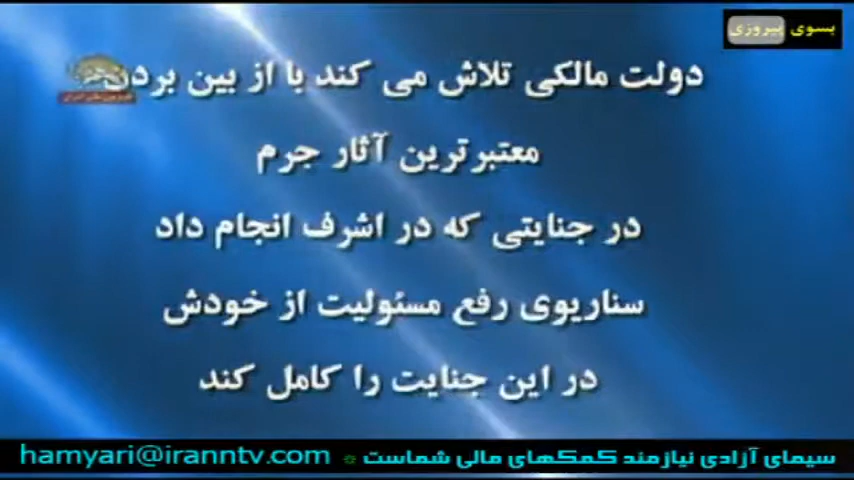 بسوی پیروزی
دولت مالکی تلاش می کند با از بین بردن
معتبرترین آثار جرم
در جنایتی که در اشرف انجام داد
سناریوی رفع مسئولیت از خودش
در این جنایت را کامل کند
سیمای آزادی نیازمند کمکهای مالی شماست * hamyari@iranntv.com